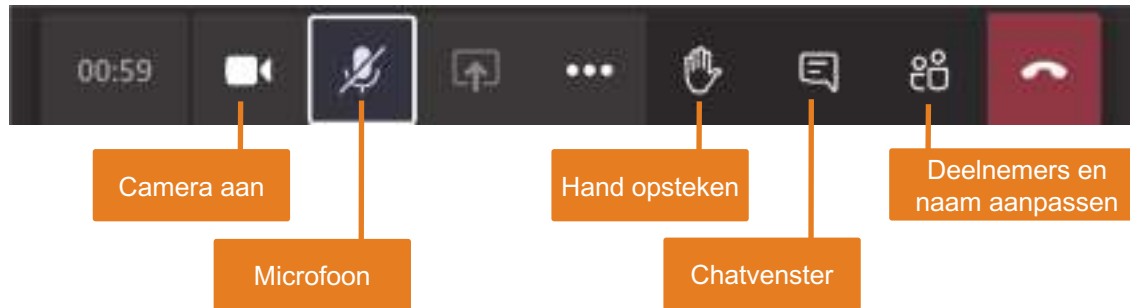 00:59
Camera aan
Hand opsteken
Deelnemers en
naam aanpassen
Microfoon
Chatvenster